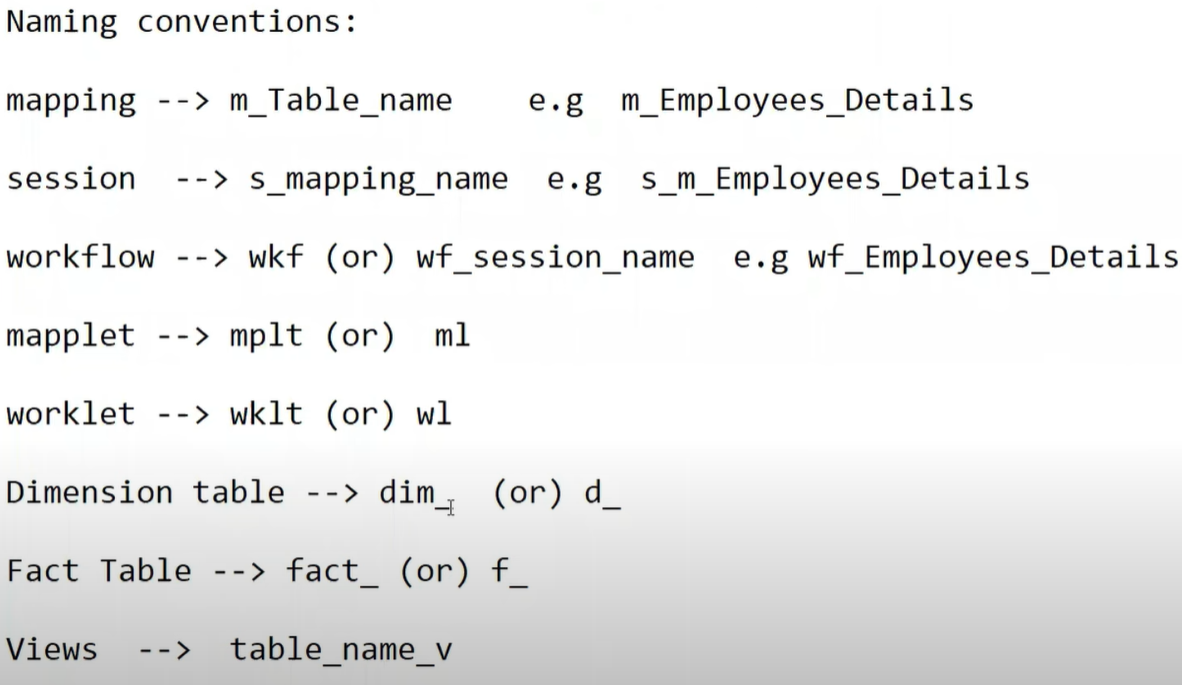 Naming conventions:
mapping --> m_Table_name e.g m_Employees_Details
session --> s_mapping_name e.g s_m_Employees_Details
workflow --> wkf (or) wf_session_name e.g wf_Employees_Details
mapplet --> mplt (or) ml
worklet --> wklt (or) wl
Dimension table --> dim_ (or) d_
Fact Table --> fact_ (or) f_
Views --> table_name_v